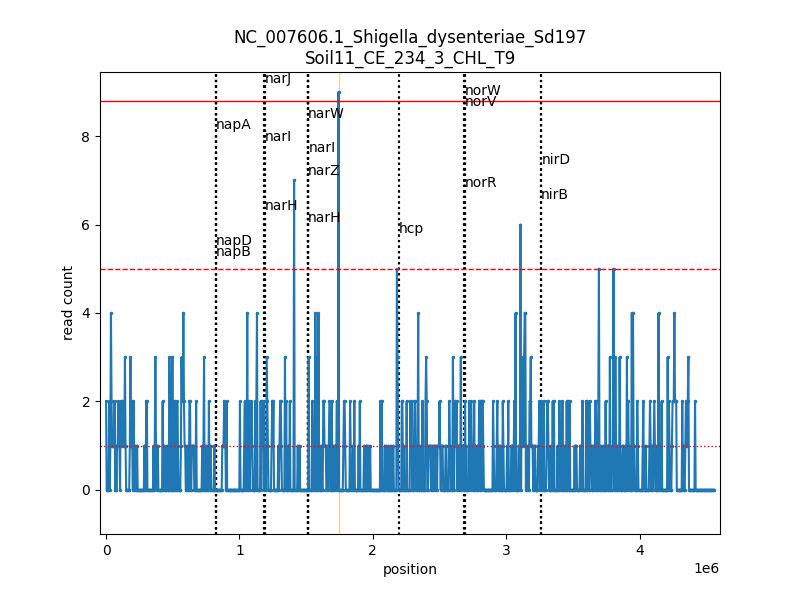 NC_007606.1_Shigella_dysenteriae_Sd197
Soil11_CE_234_3_CHL_T9
narJ
norW
norV
narW
napA
narI
narI
nirD
narZ
norR
nirB
narH
narH
hcp
napD
napB
read count
8
6
4
2
0
0
1
2
3
4
1e6
position